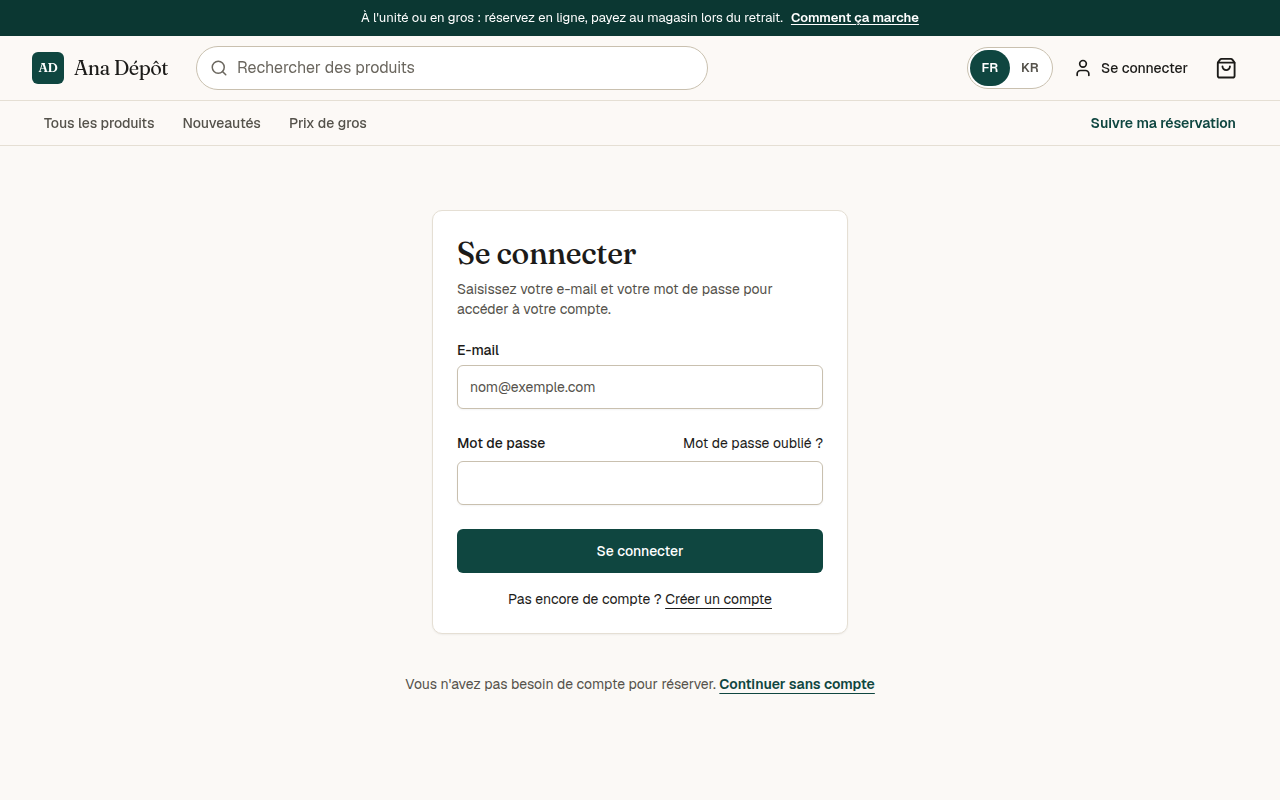 À l'unité ou en gros : réservez en ligne, payez au magasin lors du retrait. Comment ça marche
AD Ana Dépôt
Rechercher des produits
FR KR
Se connecter
Tous les produits Nouveautés Prix de gros
Suivre ma réservation
Se connecter
Saisissez votre e-mail et votre mot de passe pour
accéder à votre compte.
E-mail
nom@exemple.com
Mot de passe Mot de passe oublié ?
Se connecter
Pas encore de compte ? Créer un compte
Vous n'avez pas besoin de compte pour réserver. Continuer sans compte